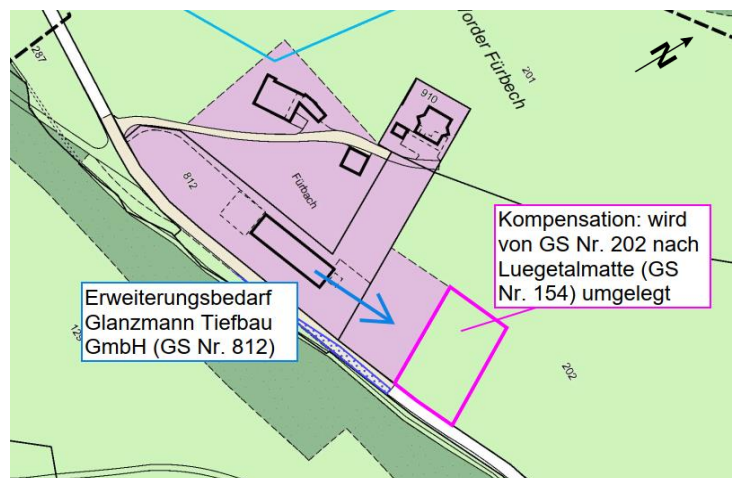 287
Vorder Fürbech
201
N
910
812
Fürbach
Kompensation: wird
von GS Nr. 202 nach
Luegetalmatte (GS
Nr. 154) umgelegt
Erweiterungsbedarf
Glanzmann Tiefbau
GmbH (GS Nr. 812)
129
202